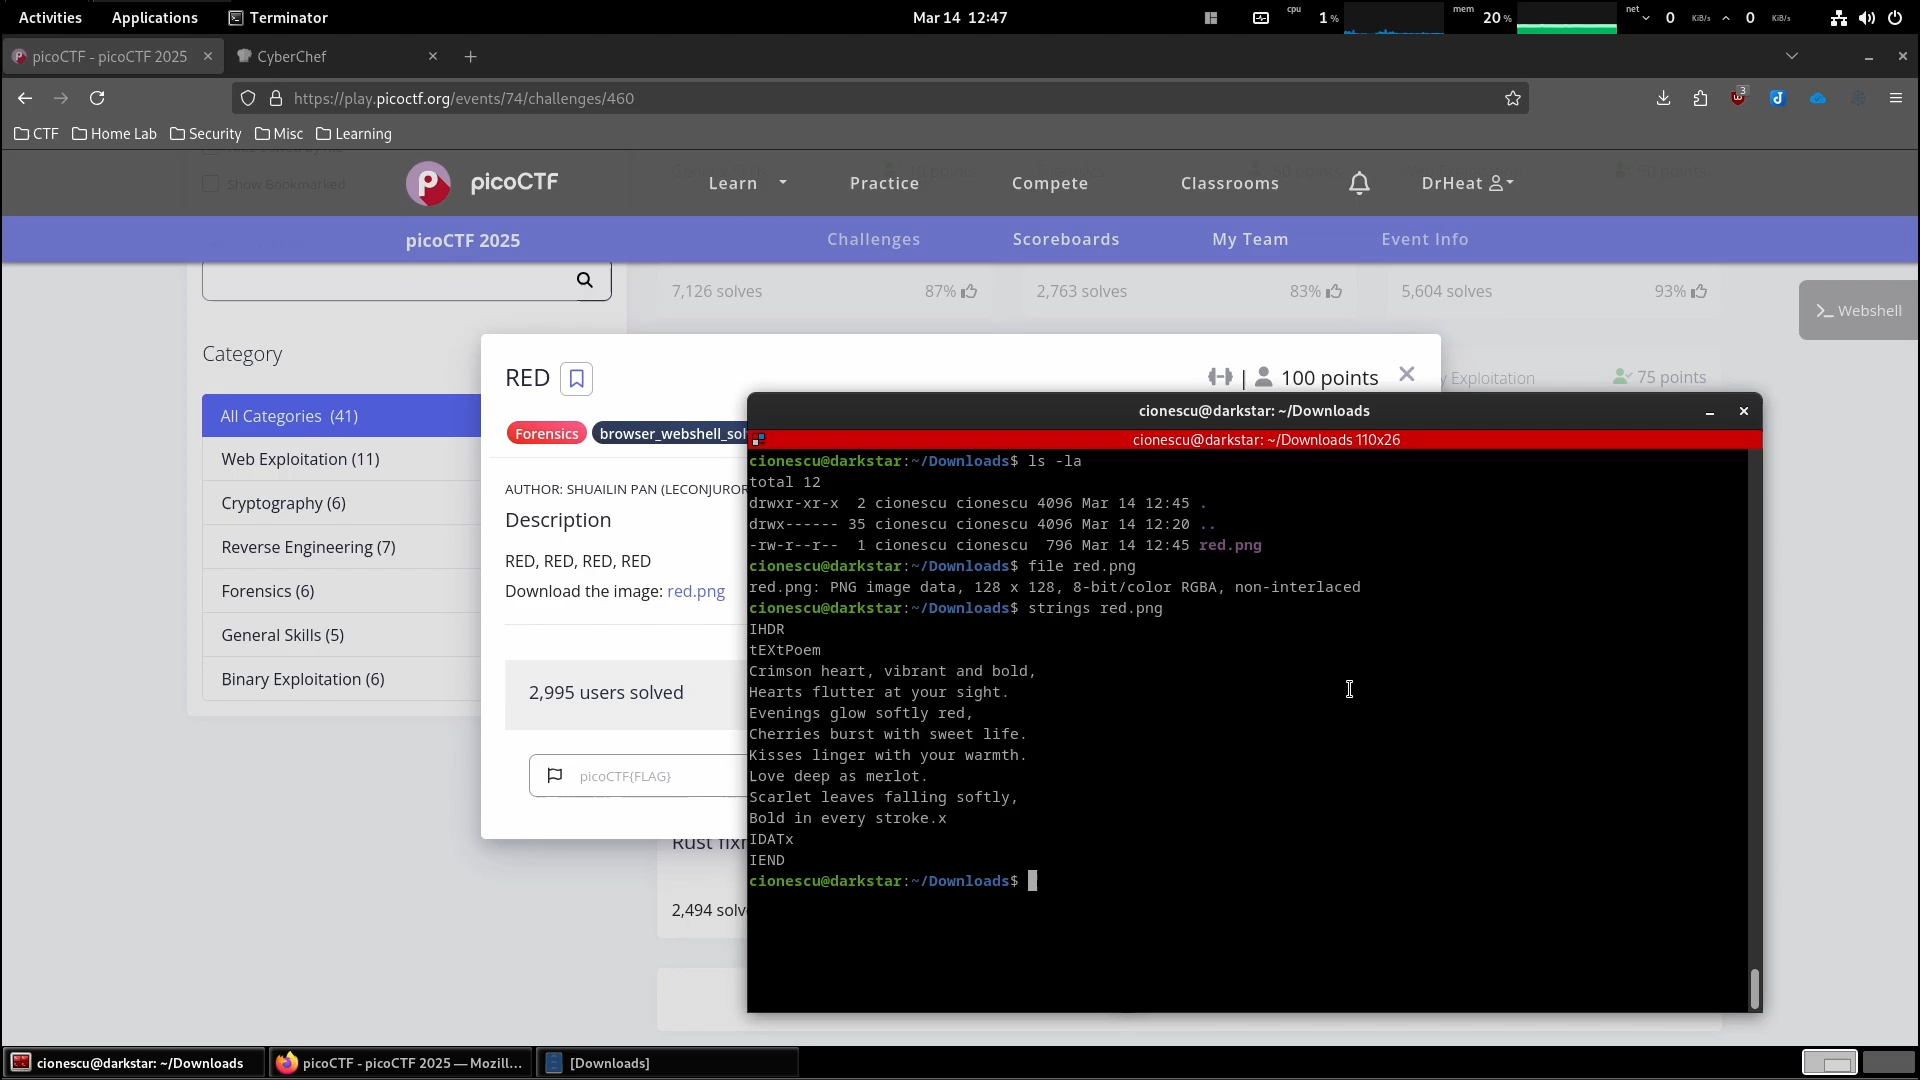 Activities Applications Terminator Mar 14 12:47 cpu 1% mem 20% net 0 KiB/s 0 KiB/s
picoCTF - picoCTF 2025 CyberChef
https://play.picoctf.org/events/74/challenges/460 3
CTF Home Lab Security Misc Learning
Show Bookmarked
picoCTF Learn Practice Compete Classrooms DrHeat
picoCTF 2025 Challenges Scoreboards My Team Event Info
7,126 solves 87% 2,763 solves 83% 5,604 solves 93%
Webshell
Category
All Categories (41)
Web Exploitation (11)
Cryptography (6)
Reverse Engineering (7)
Forensics (6)
General Skills (5)
Binary Exploitation (6)
RED | 100 points
y Exploitation 75 points
Forensics browser_webshell_sol
AUTHOR: SHUAILIN PAN (LECONJUROR
Description
RED, RED, RED, RED
Download the image: red.png
2,995 users solved
picoCTF{FLAG}
Rust fix
2,494 solv
cionescu@darkstar: ~/Downloads
cionescu@darkstar: ~/Downloads 110x26
cionescu@darkstar:~/Downloads$ ls -la
total 12
drwxr-xr-x 2 cionescu cionescu 4096 Mar 14 12:45 .
drwx------ 35 cionescu cionescu 4096 Mar 14 12:20 ..
-rw-r--r-- 1 cionescu cionescu 796 Mar 14 12:45 red.png
cionescu@darkstar:~/Downloads$ file red.png
red.png: PNG image data, 128 x 128, 8-bit/color RGBA, non-interlaced
cionescu@darkstar:~/Downloads$ strings red.png
IHDR
tEXtPoem
Crimson heart, vibrant and bold,
Hearts flutter at your sight.
Evenings glow softly red,
Cherries burst with sweet life.
Kisses linger with your warmth.
Love deep as merlot.
Scarlet leaves falling softly,
Bold in every stroke.x
IDATx
IEND
cionescu@darkstar:~/Downloads$
cionescu@darkstar: ~/Downloads picoCTF - picoCTF 2025 — Mozill... [Downloads]